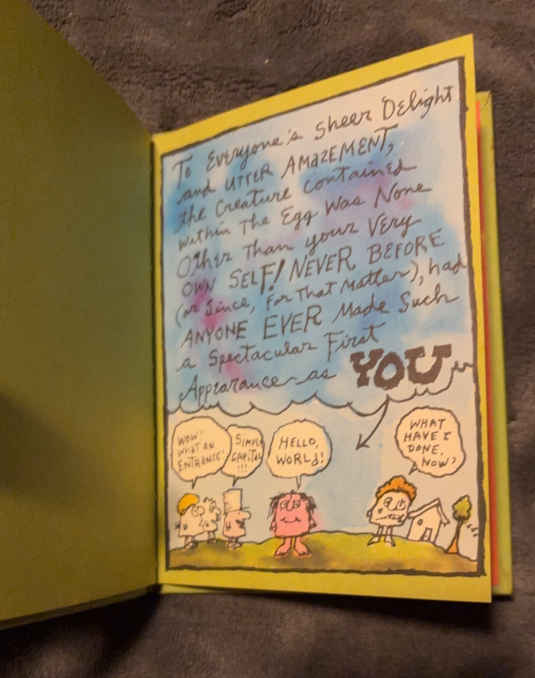 To Everyone's Sheer Delight
and UTTER AMAZEMENT,
the Creature Contained
Within The Egg Was None
Other Than your Very
OWN SELF! NEVER BEFORE
(or Since, For That Matter), had
ANYONE EVER Made Such
a Spectacular First
Appearance as YOU
WOW!
WHAT AN
ENTRANCE!
SIMPLY
CAPITAL
!!!
HELLO,
WORLD!
WHAT
HAVE I
DONE,
NOW?